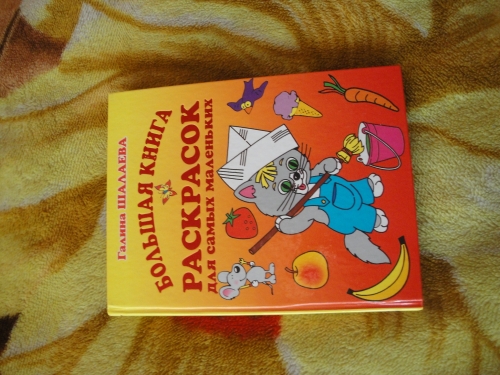 Галина ШАЛАЕВА
БОЛЬШАЯ КНИГА
РАСКРАСОК
для самых маленьких